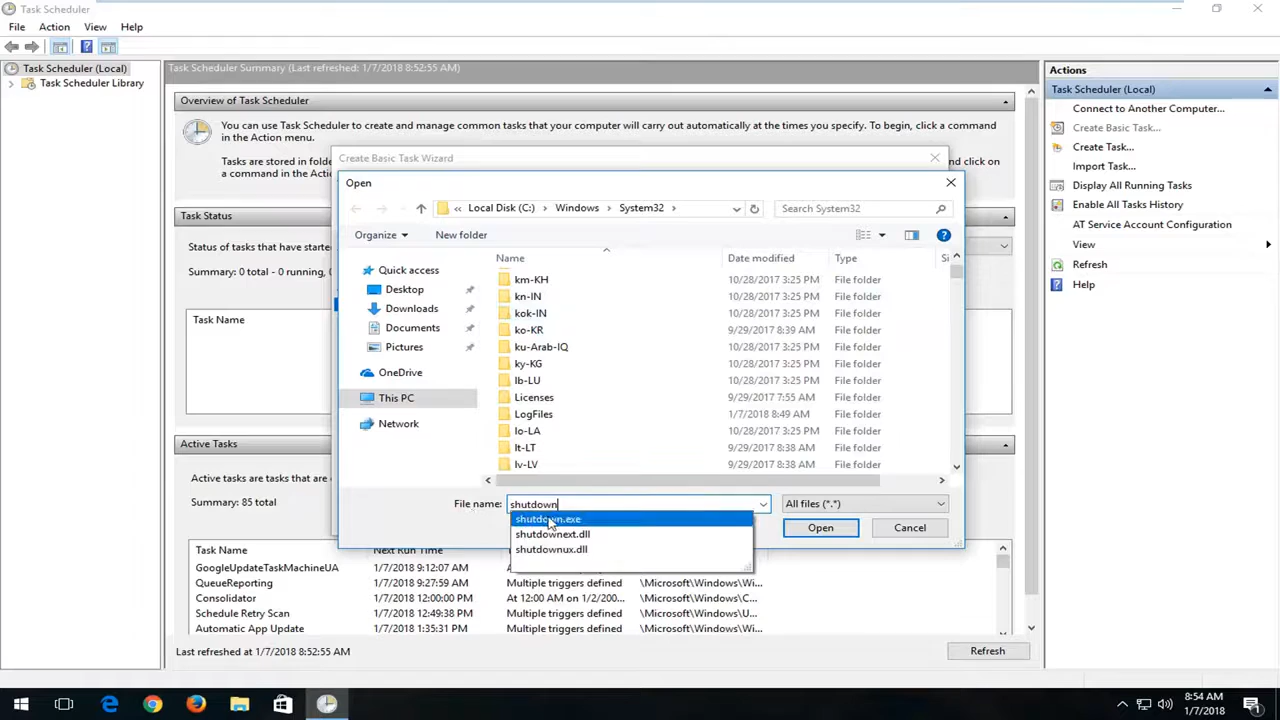 Task Scheduler
File Action View Help
Task Scheduler (Local)
Task Scheduler Library
Task Scheduler Summary (Last refreshed: 1/7/2018 8:52:55 AM)
Overview of Task Scheduler
You can use Task Scheduler to create and manage common tasks that your computer will carry out automatically at the times you specify. To begin, click a command
in the Action menu.
Tasks are stored in folde
a command in the Action
and click on
Task Status
Status of tasks that have starte
Summary: 0 total - 0 running,
Task Name
Active Tasks
Active tasks are tasks that are
Summary: 85 total
Task Name Next Run Time
GoogleUpdateTaskMachineUA 1/7/2018 9:12:07 AM
QueueReporting 1/7/2018 9:27:59 AM Multiple triggers defined \Microsoft\Windows\Wi...
Consolidator 1/7/2018 12:00:00 PM At 12:00 AM on 1/2/200... \Microsoft\Windows\C...
Schedule Retry Scan 1/7/2018 12:49:38 PM Multiple triggers defined \Microsoft\Windows\U...
Automatic App Update 1/7/2018 1:35:31 PM Multiple triggers defined \Microsoft\Windows\Wi...
Last refreshed at 1/7/2018 8:52:55 AM
Refresh
Create Basic Task Wizard
Open
« Local Disk (C:) > Windows > System32 >
Search System32
Organize
New folder
Quick access
Desktop
Downloads
Documents
Pictures
OneDrive
This PC
Network
Name Date modified Type Si
km-KH 10/28/2017 3:25 PM File folder
kn-IN 10/28/2017 3:25 PM File folder
kok-IN 10/28/2017 3:25 PM File folder
ko-KR 9/29/2017 8:39 AM File folder
ku-Arab-IQ 10/28/2017 3:25 PM File folder
ky-KG 10/28/2017 3:25 PM File folder
lb-LU 10/28/2017 3:25 PM File folder
Licenses 9/29/2017 7:55 AM File folder
LogFiles 1/7/2018 8:49 AM File folder
lo-LA 10/28/2017 3:25 PM File folder
lt-LT 9/29/2017 8:38 AM File folder
lv-LV 9/29/2017 8:38 AM File folder
File name: shutdown
All files (*.*)
shutdown.exe
shutdownext.dll
shutdownux.dll
Open
Cancel
Actions
Task Scheduler (Local)
Connect to Another Computer...
Create Basic Task...
Create Task...
Import Task...
Display All Running Tasks
Enable All Tasks History
AT Service Account Configuration
View
Refresh
Help
8:54 AM
1/7/2018
1